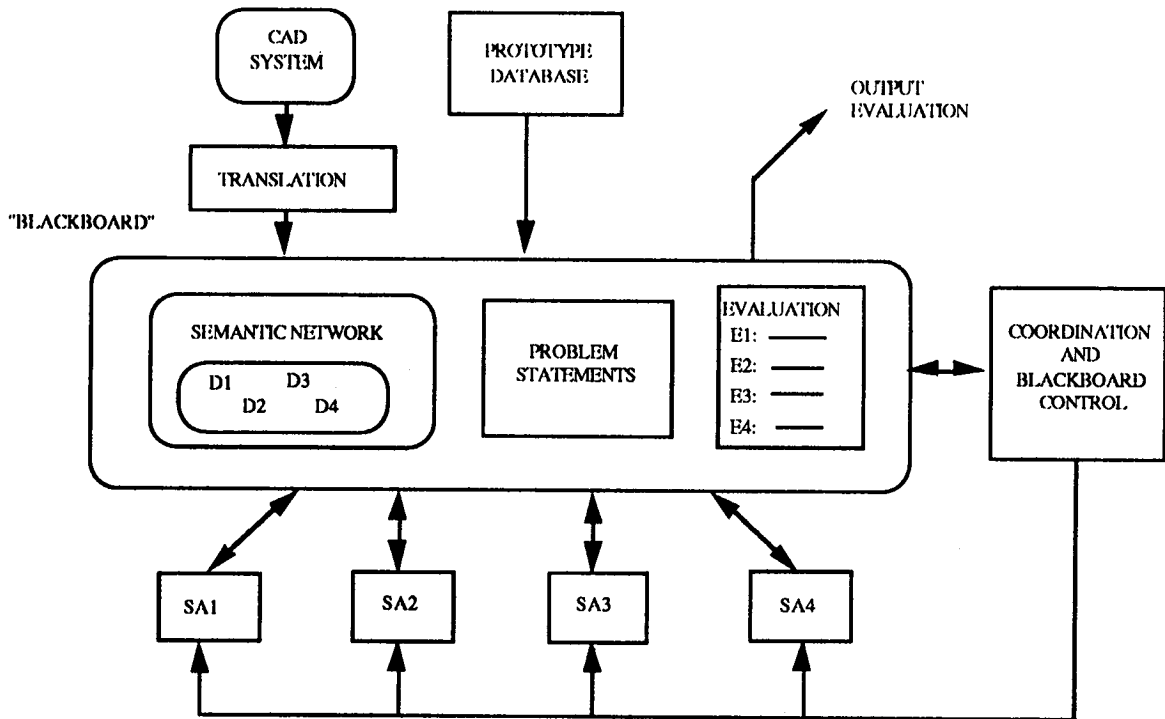 CAD
SYSTEM
PROTOTYPE
DATABASE
OUTPUT
EVALUATION
TRANSLATION
"BLACKBOARD"
SEMANTIC NETWORK
D1
D3
D2
D4
PROBLEM
STATEMENTS
EVALUATION
E1:
E2:
E3:
E4:
COORDINATION
AND
BLACKBOARD
CONTROL
SA1
SA2
SA3
SA4